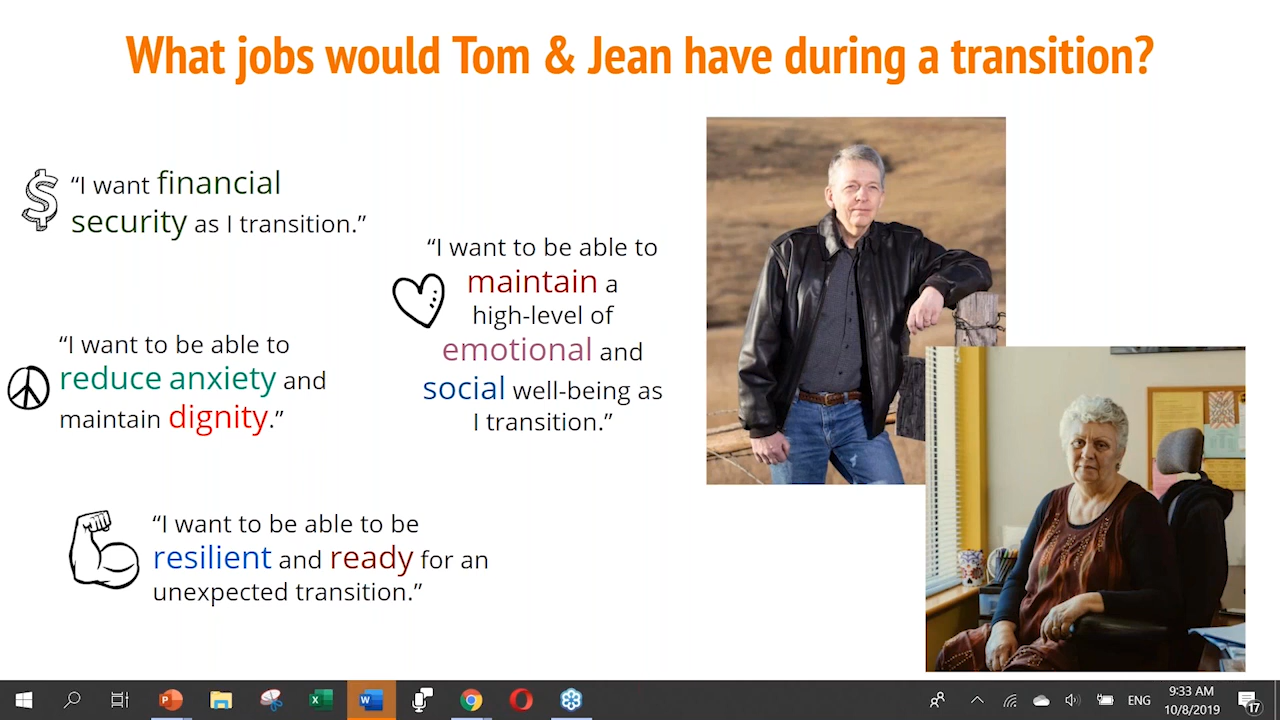 What jobs would Tom & Jean have during a transition?
“I want financial
security as I transition.”
“I want to be able to
maintain a
high-level of
emotional and
social well-being as
I transition.”
“I want to be able to
reduce anxiety and
maintain dignity.”
“I want to be able to be
resilient and ready for an
unexpected transition.”
ENG
9:33 AM
10/8/2019
17